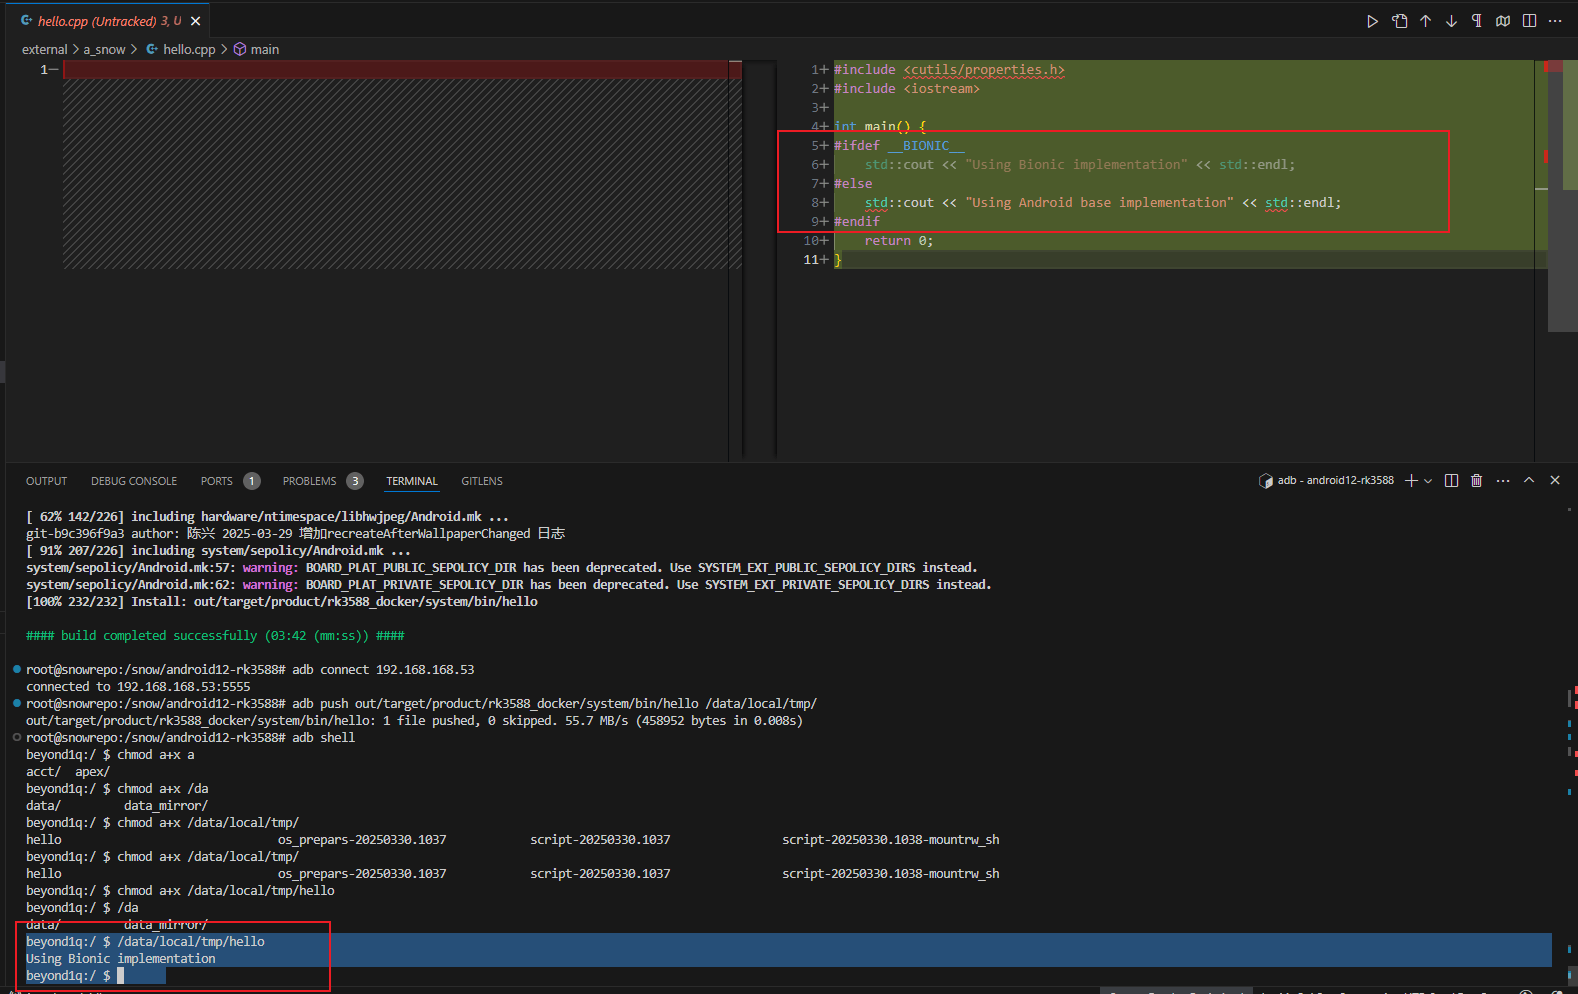 hello.cpp (Untracked) 3, U
external > a_snow > hello.cpp > main
1
1+ #include <cutils/properties.h>
2+ #include <iostream>
3+
4+ int main() {
5+ #ifdef __BIONIC__
6+ std::cout << "Using Bionic implementation" << std::endl;
7+ #else
8+ std::cout << "Using Android base implementation" << std::endl;
9+ #endif
10+ return 0;
11+ }
OUTPUT DEBUG CONSOLE PORTS 1 PROBLEMS 3 TERMINAL GITLENS adb - android12-rk3588
[ 62% 142/226] including hardware/ntimespace/libhwjpeg/Android.mk ...
git-b9c396f9a3 author: 陈兴 2025-03-29 增加recreateAfterWallpaperChanged 日志
[ 91% 207/226] including system/sepolicy/Android.mk ...
system/sepolicy/Android.mk:57: warning: BOARD_PLAT_PUBLIC_SEPOLICY_DIR has been deprecated. Use SYSTEM_EXT_PUBLIC_SEPOLICY_DIRS instead.
system/sepolicy/Android.mk:62: warning: BOARD_PLAT_PRIVATE_SEPOLICY_DIR has been deprecated. Use SYSTEM_EXT_PRIVATE_SEPOLICY_DIRS instead.
[100% 232/232] Install: out/target/product/rk3588_docker/system/bin/hello
#### build completed successfully (03:42 (mm:ss)) ####
root@snowrepo:/snow/android12-rk3588# adb connect 192.168.168.53
connected to 192.168.168.53:5555
root@snowrepo:/snow/android12-rk3588# adb push out/target/product/rk3588_docker/system/bin/hello /data/local/tmp/
out/target/product/rk3588_docker/system/bin/hello: 1 file pushed, 0 skipped. 55.7 MB/s (458952 bytes in 0.008s)
root@snowrepo:/snow/android12-rk3588# adb shell
beyond1q:/ $ chmod a+x a
acct/ apex/
beyond1q:/ $ chmod a+x /da
data/ data_mirror/
beyond1q:/ $ chmod a+x /data/local/tmp/
hello os_prepars-20250330.1037 script-20250330.1037 script-20250330.1038-mountrw_sh
beyond1q:/ $ chmod a+x /data/local/tmp/
hello os_prepars-20250330.1037 script-20250330.1037 script-20250330.1038-mountrw_sh
beyond1q:/ $ chmod a+x /data/local/tmp/hello
beyond1q:/ $ /da
data/ data_mirror/
beyond1q:/ $ /data/local/tmp/hello
Using Bionic implementation
beyond1q:/ $